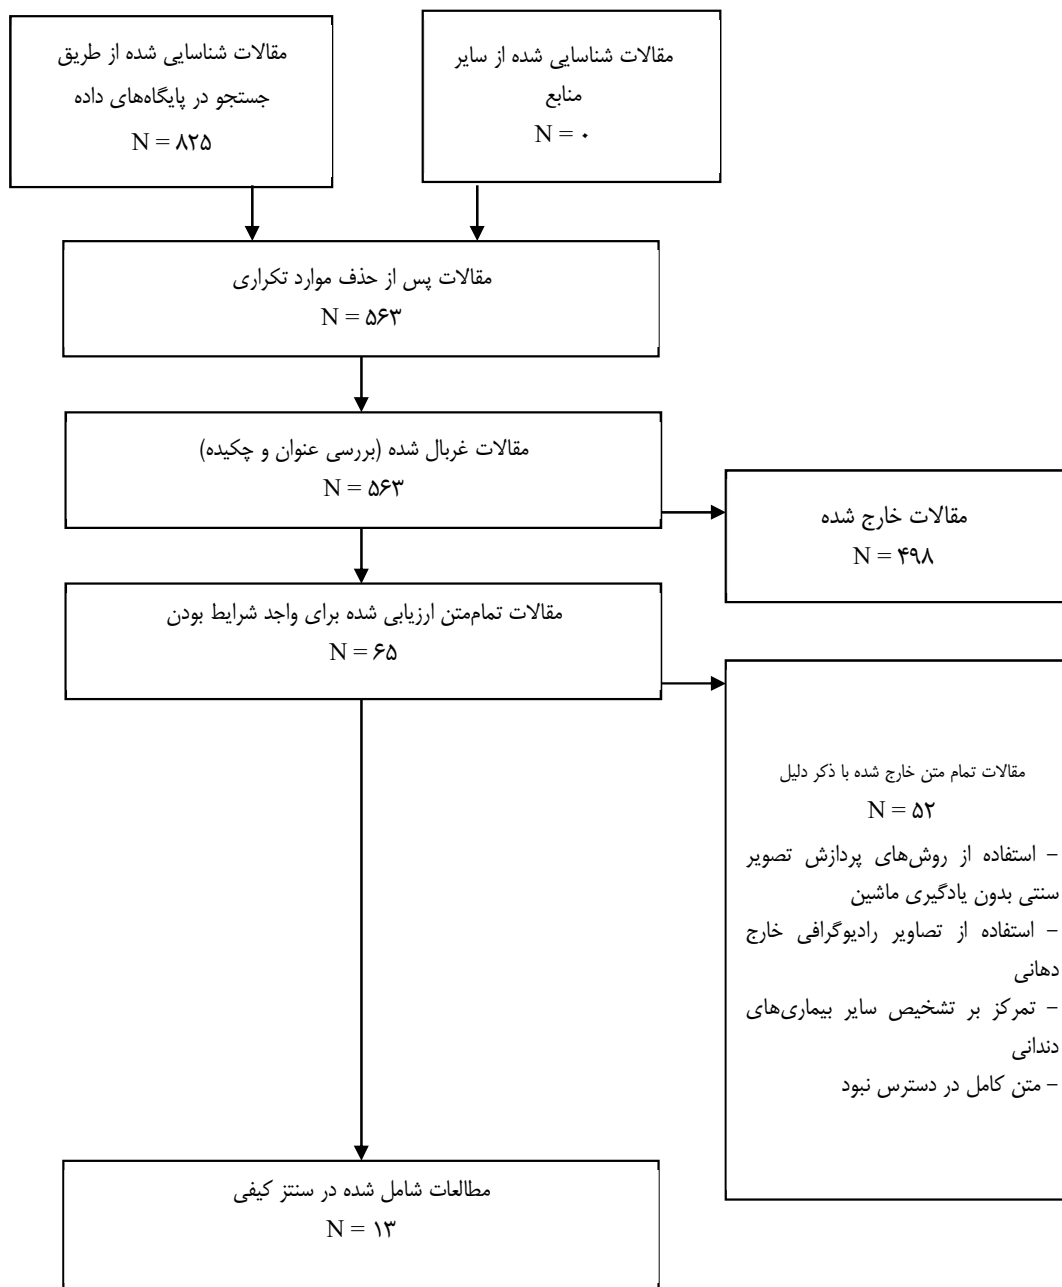 مقالات شناسایی شده از طریق
جستجو در پایگاه‌های داده
N = ۸۲۵
مقالات شناسایی شده از سایر
منابع
N = ۰
مقالات پس از حذف موارد تکراری
N = ۵۶۳
مقالات غربال شده (بررسی عنوان و چکیده)
N = ۵۶۳
مقالات خارج شده
N = ۴۹۸
مقالات تمام‌متن ارزیابی شده برای واجد شرایط بودن
N = ۶۵
مقالات تمام متن خارج شده با ذکر دلیل
N = ۵۲
– استفاده از روش‌های پردازش تصویر
سنتی بدون یادگیری ماشین
– استفاده از تصاویر رادیوگرافی خارج
دهانی
– تمرکز بر تشخیص سایر بیماری‌های
دندانی
– متن کامل در دسترس نبود
مطالعات شامل شده در سنتز کیفی
N = ۱۳